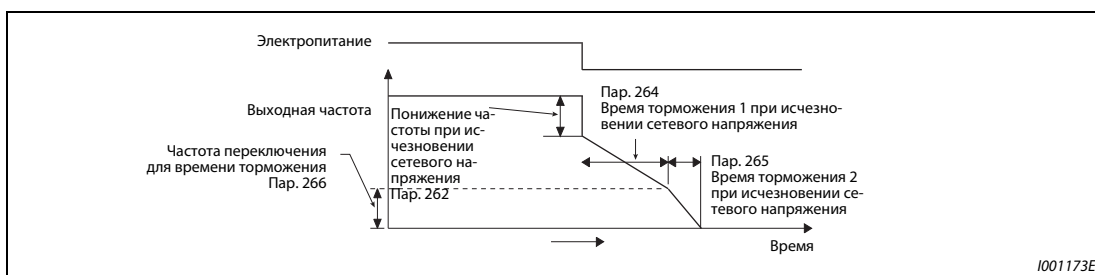 Электропитание
Выходная частота
Частота переключения
для времени торможения
Пар. 266
Понижение ча-
стоты при ис-
чезновении
сетевого на-
пряжения
Пар. 262
Пар. 264
Время торможения 1 при исчезно-
вении сетевого напряжения
Пар. 265
Время торможения 2
при исчезновении се-
тевого напряжения
Время
I001173E